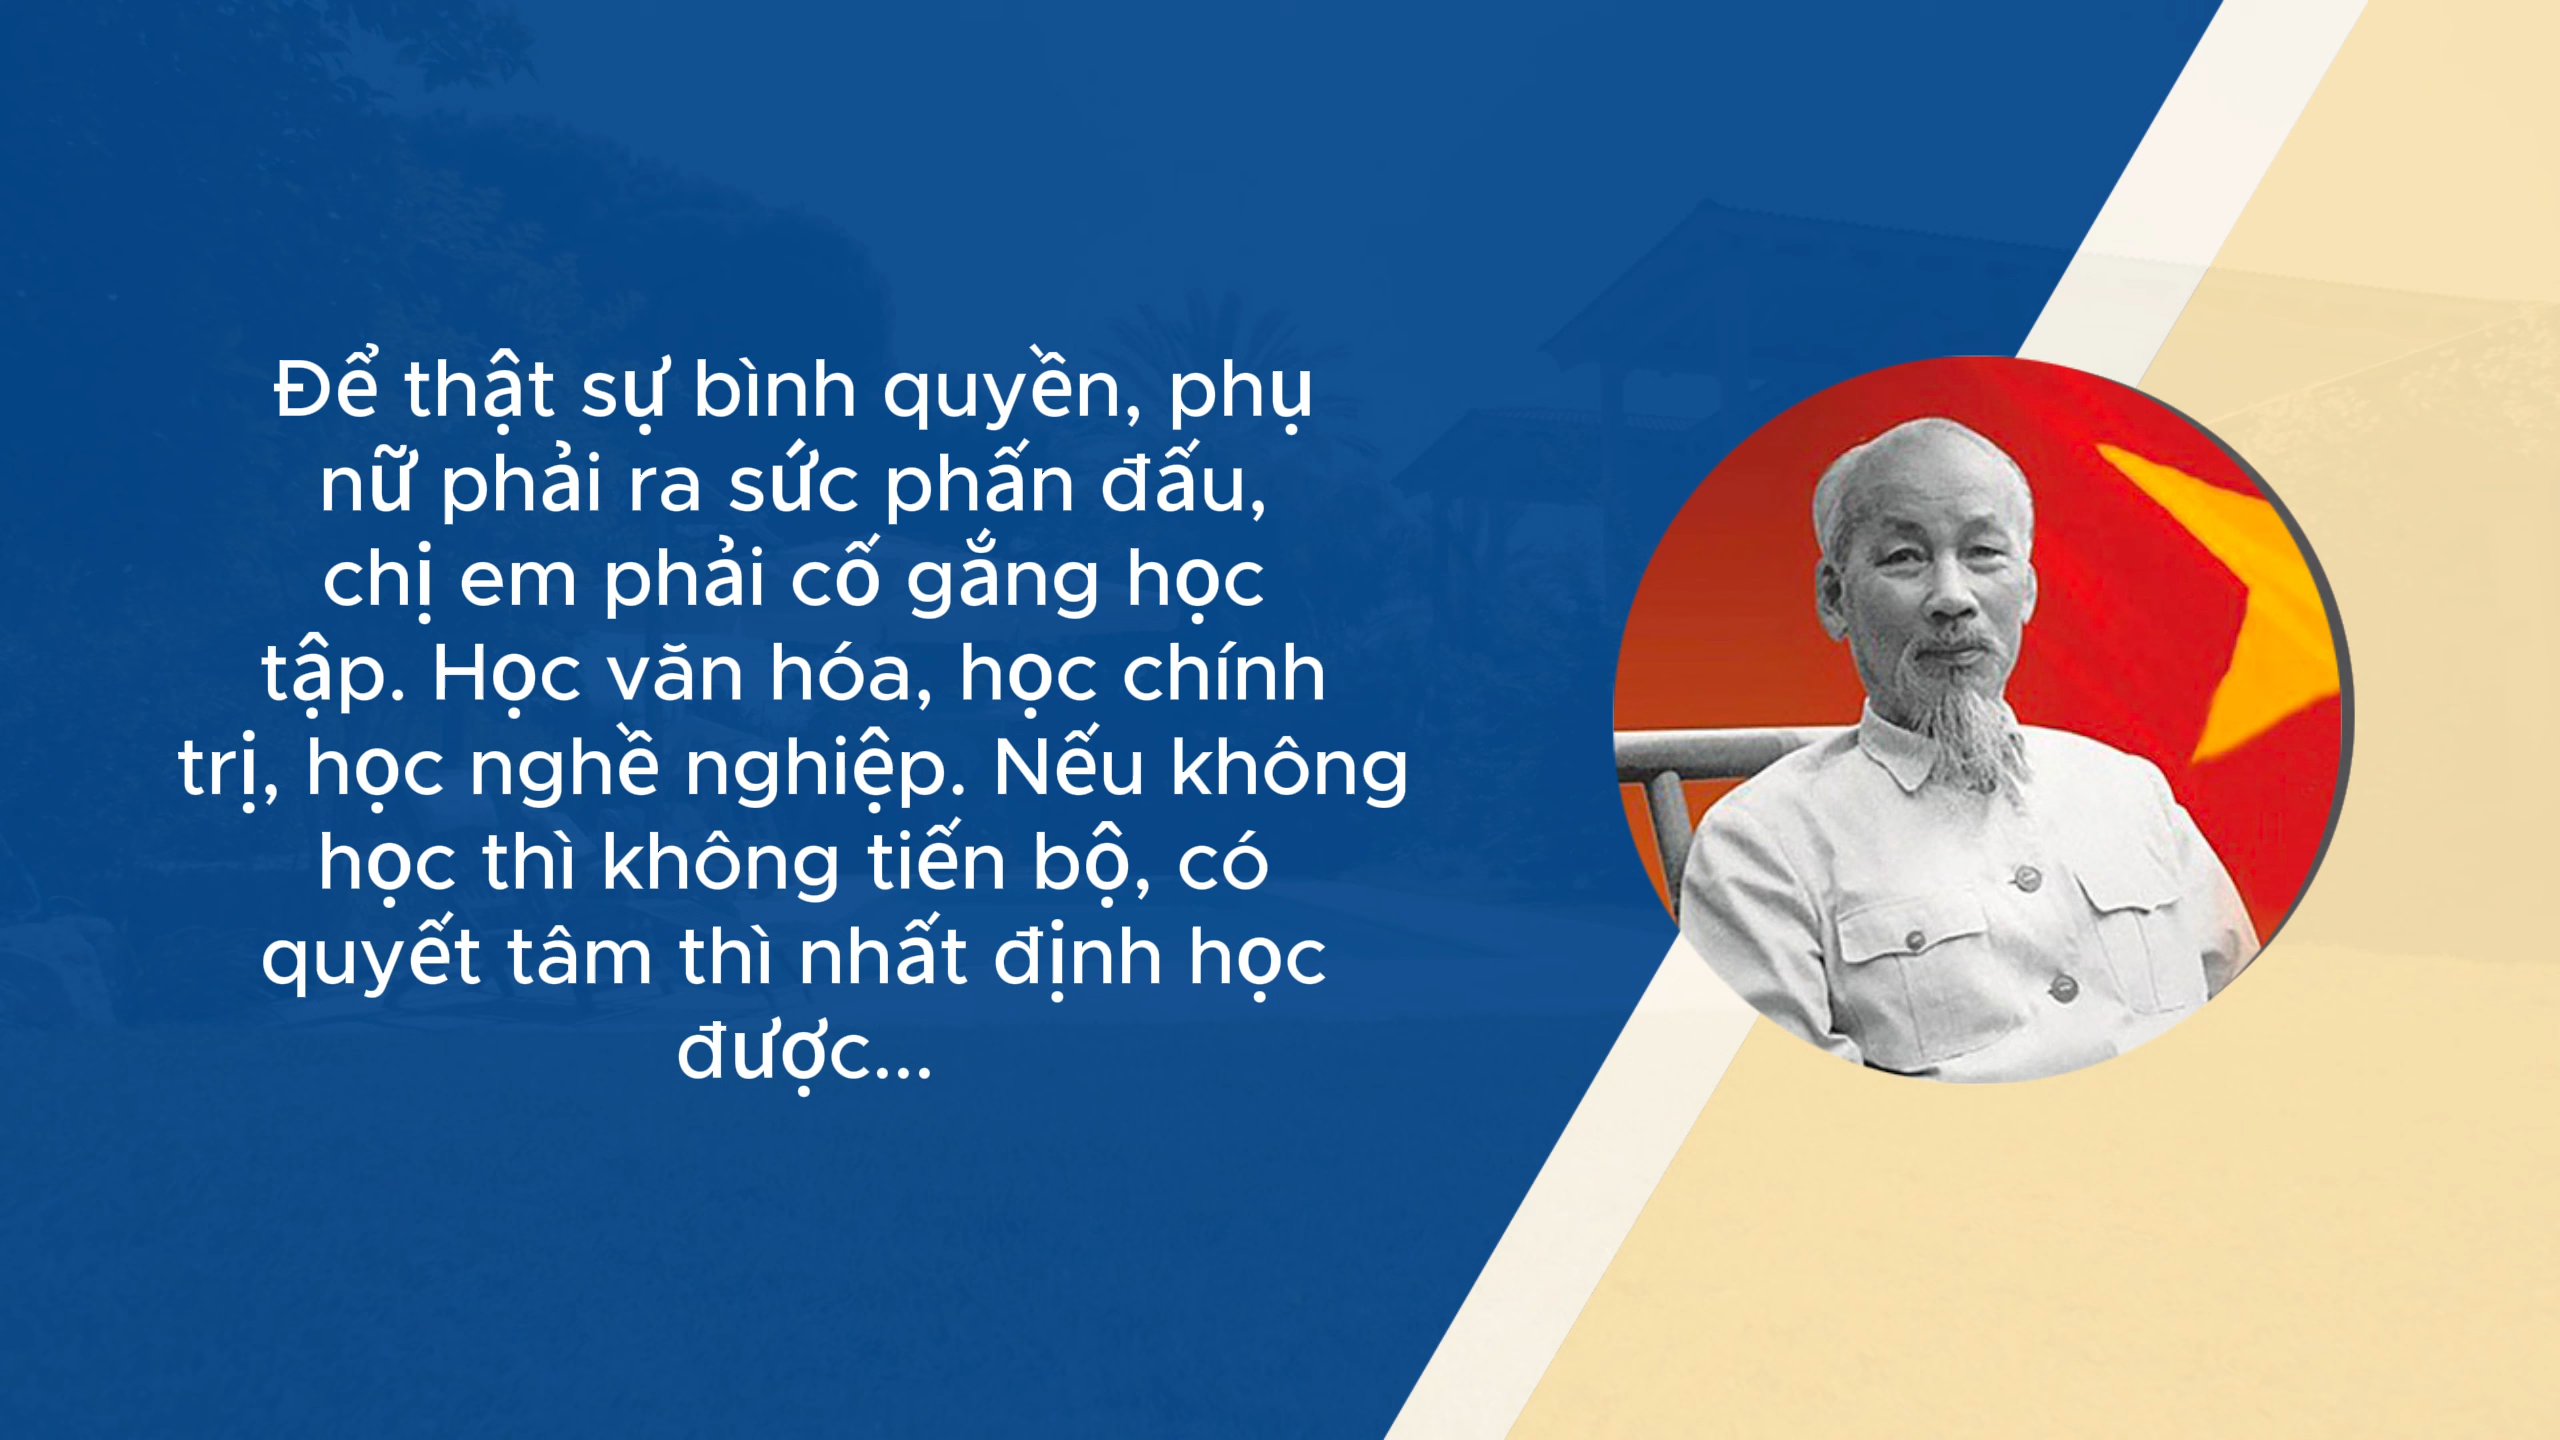 Để thật sự bình quyền, phụ
nữ phải ra sức phấn đấu,
chị em phải cố gắng học
tập. Học văn hóa, học chính
trị, học nghề nghiệp. Nếu không
học thì không tiến bộ, có
quyết tâm thì nhất định học
được...